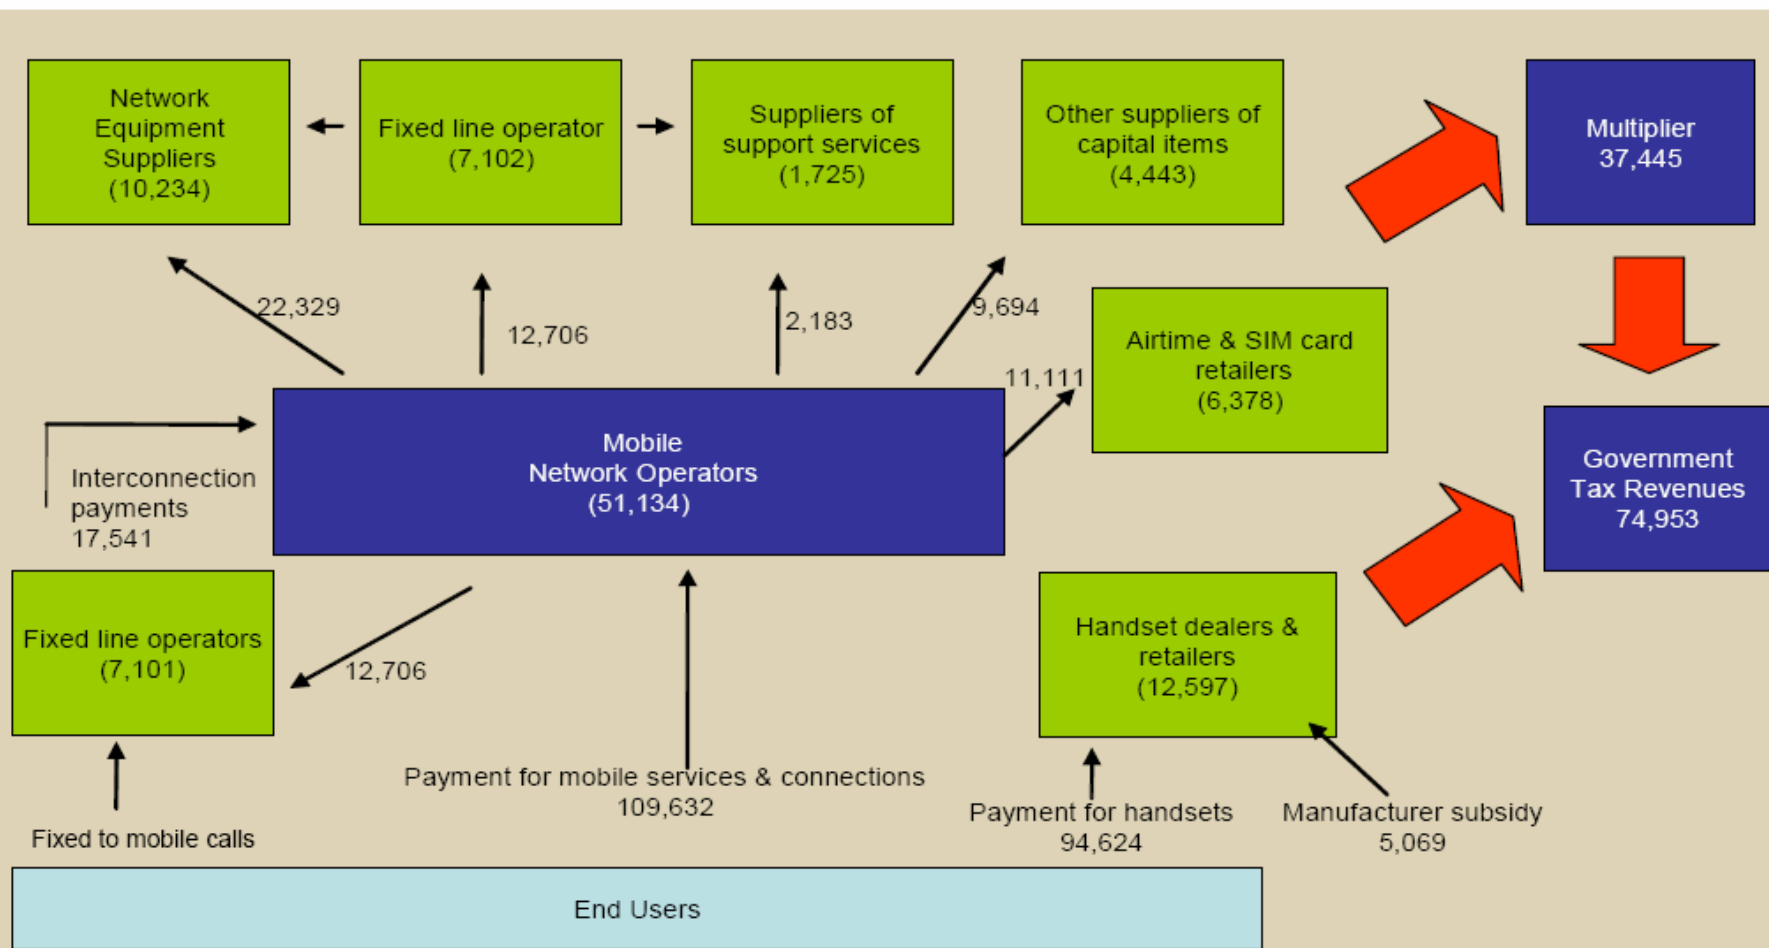 Network
Equipment
Suppliers
(10,234)
Fixed line operator
(7,102)
Suppliers of
support services
(1,725)
Other suppliers of
capital items
(4,443)
Multiplier
37,445
22,329
12,706
2,183
9,694
11,111
Airtime & SIM card
retailers
(6,378)
Mobile
Network Operators
(51,134)
Government
Tax Revenues
74,953
Interconnection
payments
17,541
Fixed line operators
(7,101)
12,706
Handset dealers &
retailers
(12,597)
Payment for mobile services & connections
109,632
Payment for handsets
94,624
Manufacturer subsidy
5,069
Fixed to mobile calls
End Users